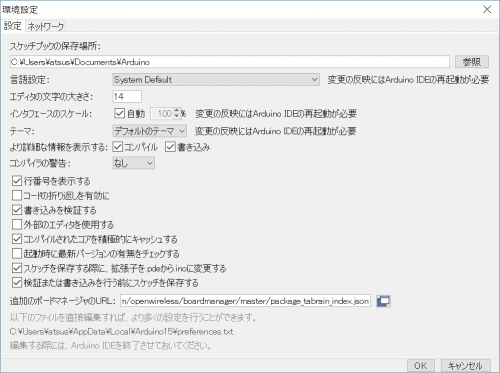 環境設定
設定 ネットワーク
スケッチブックの保存場所:
C:¥Users¥atsus¥Documents¥Arduino 参照
言語設定: System Default 変更の反映にはArduino IDEの再起動が必要
エディタの文字の大きさ: 14
インタフェースのスケール: 自動 100 % 変更の反映にはArduino IDEの再起動が必要
テーマ: デフォルトのテーマ 変更の反映にはArduino IDEの再起動が必要
より詳細な情報を表示する: コンパイル 書き込み
コンパイラの警告: なし
行番号を表示する
コードの折り返しを有効に
書き込みを検証する
外部のエディタを使用する
コンパイルされたコアを積極的にキャッシュする
起動時に最新バージョンの有無をチェックする
スケッチを保存する際に、拡張子を.pdeから.inoに変更する
検証または書き込みを行う前にスケッチを保存する
追加のボードマネージャのURL: n/openwireless/boardmanager/master/package_tabrain_index.json
以下のファイルを直接編集すれば、より多くの設定を行うことができます。
C:¥Users¥atsus¥AppData¥Local¥Arduino15¥preferences.txt
編集する際には、Arduino IDEを終了させておいてください。
OK キャンセル